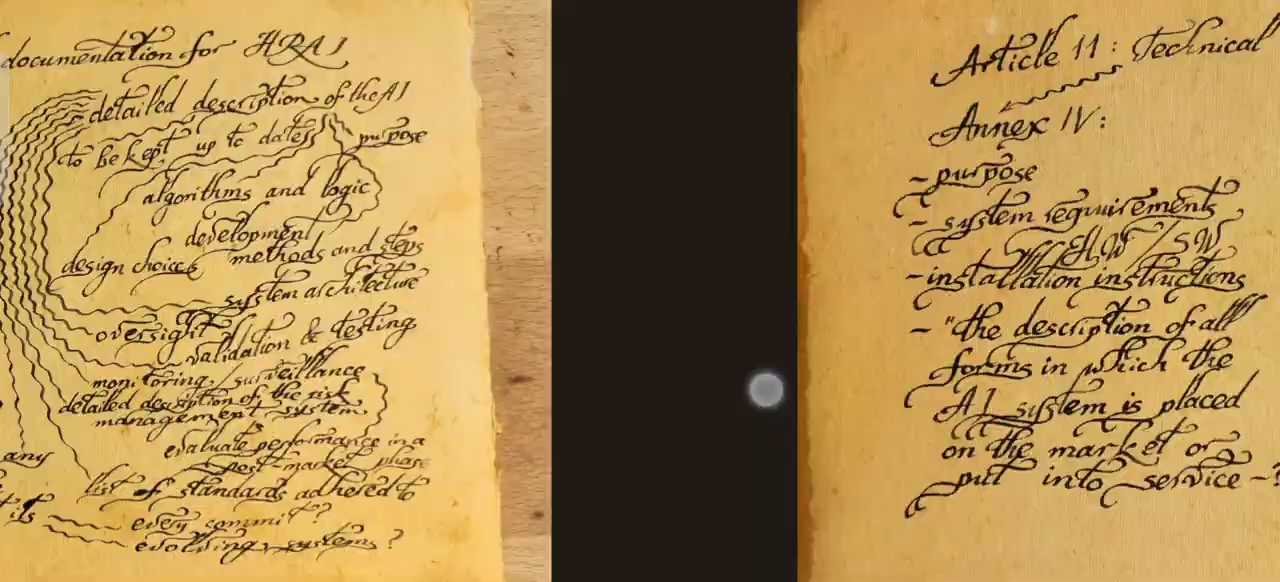 documentation for HRAI
detailed description of the AI
to be kept up to date
purpose
algorithms and logic
development
methods and steps
design choices
system architecture
oversight
validation & testing
monitoring / surveillance
detailed description of the risk
management system
evaluate performance in a
post-market phase
any
list of standards adhered to
its
every commit?
evolving systems?
Article 11: Technical
Annex IV:
- purpose
- system requirements
HW/SW
- installation instructions
- "the description of all
forms in which the
AI system is placed
on the market or
put into service -